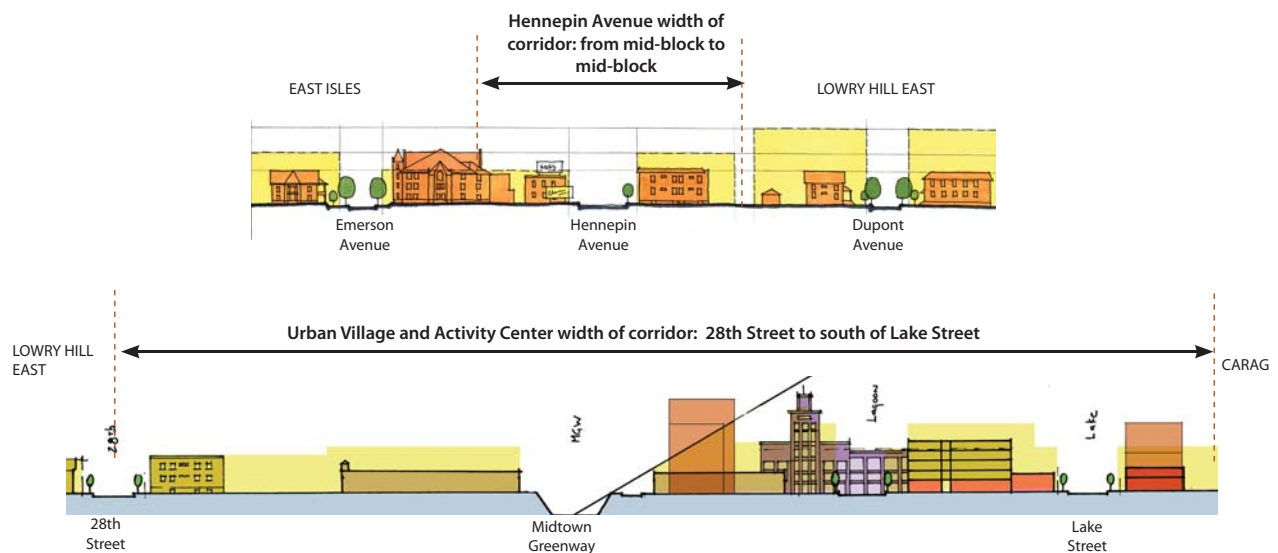 Hennepin Avenue width of
corridor: from mid-block to
mid-block
EAST ISLES
LOWRY HILL EAST
Emerson
Avenue
Hennepin
Avenue
Dupont
Avenue
Urban Village and Activity Center width of corridor: 28th Street to south of Lake Street
LOWRY HILL
EAST
CARAG
28th
MGW
Lagoon
Lake
28th
Street
Midtown
Greenway
Lake
Street